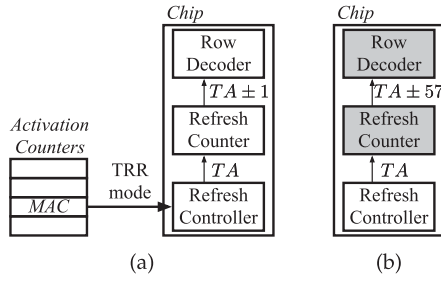 Chip
Row
Decoder
TA ± 1
Refresh
Counter
TA
Refresh
Controller
Activation
Counters
MAC
TRR
mode
(a)
Chip
Row
Decoder
TA ± 57
Refresh
Counter
TA
Refresh
Controller
(b)